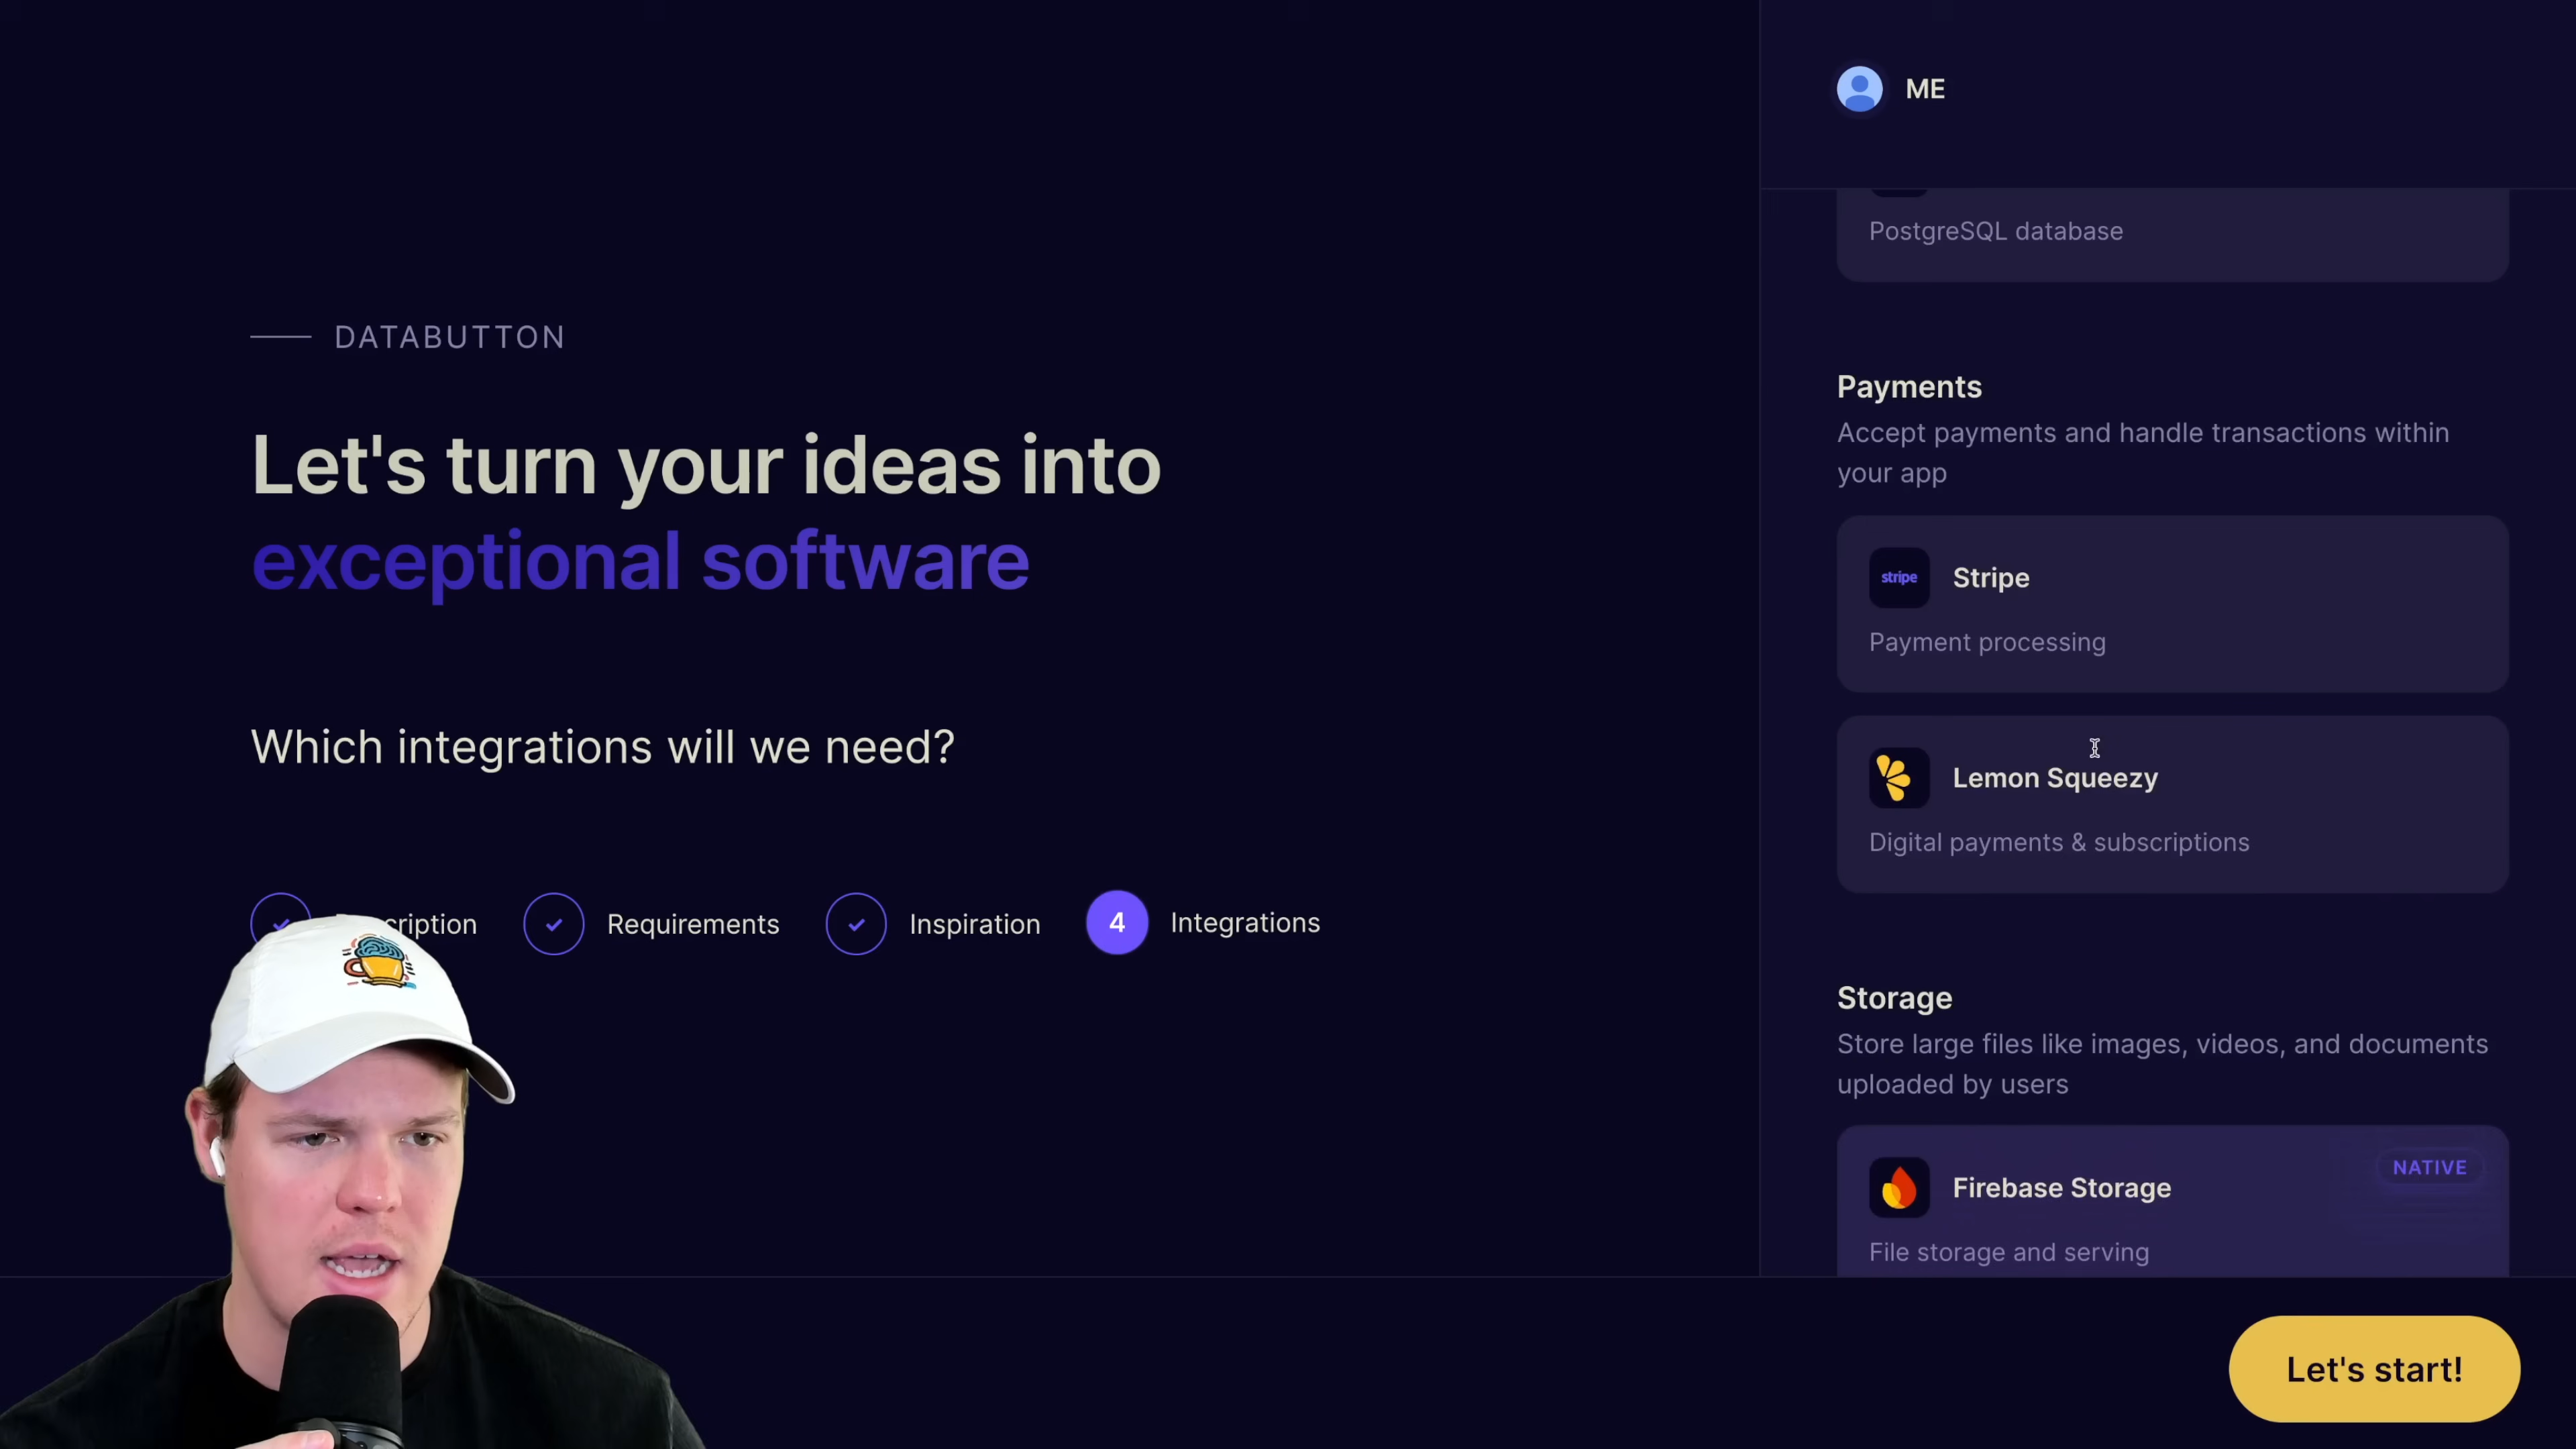 DATABUTTON
Let's turn your ideas into
exceptional software
Which integrations will we need?
cription
Requirements
Inspiration
4 Integrations
ME
PostgreSQL database
Payments
Accept payments and handle transactions within
your app
stripe Stripe
Payment processing
Lemon Squeezy
Digital payments & subscriptions
Storage
Store large files like images, videos, and documents
uploaded by users
Firebase Storage
NATIVE
File storage and serving
Let's start!